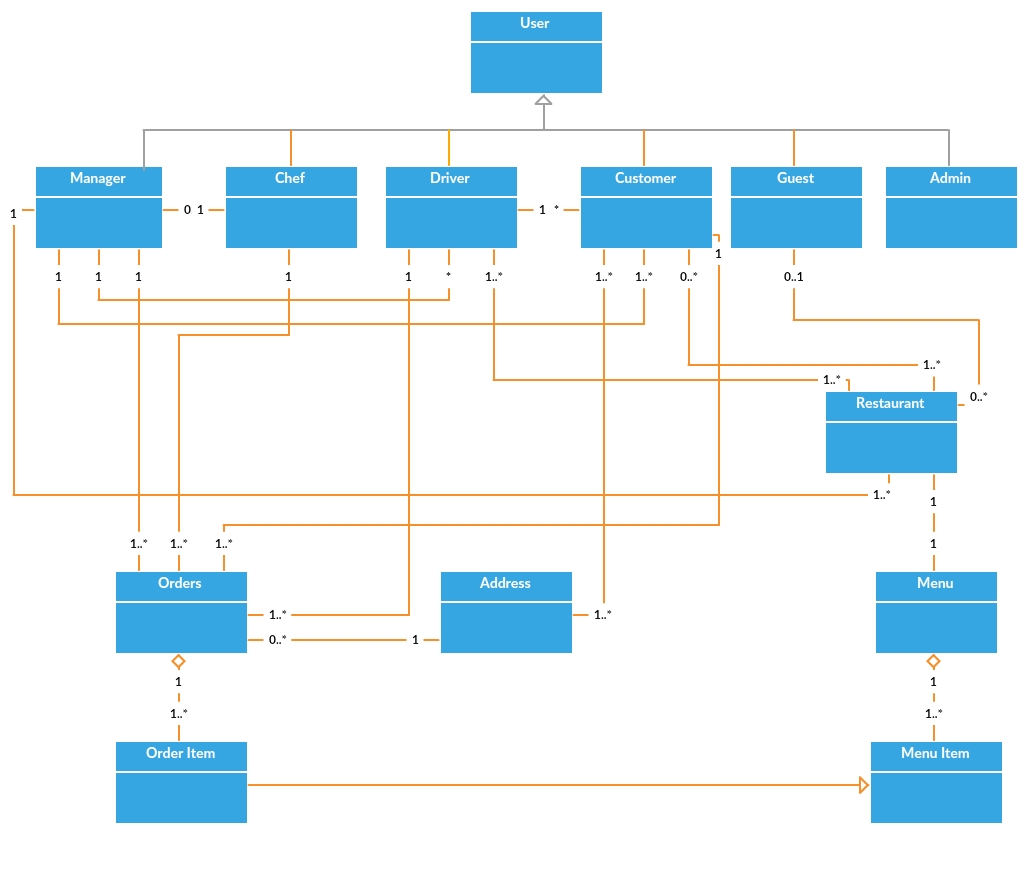 User
Manager
Chef
Driver
Customer
Guest
Admin
1
0 1
1 *
1
1
1
1
1
1
*
1..*
1..*
1..*
0..*
1
0..1
1..*
1..*
0..*
Restaurant
1..*
1
1..*
1..*
1..*
1
Orders
Address
Menu
1..*
1..*
0..*
1
1
1
1..*
1..*
Order Item
Menu Item